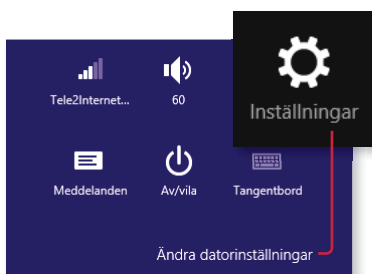 Inställningar
Tele2Internet...
60
Meddelanden
Av/vila
Tangentbord
Ändra datorinställningar